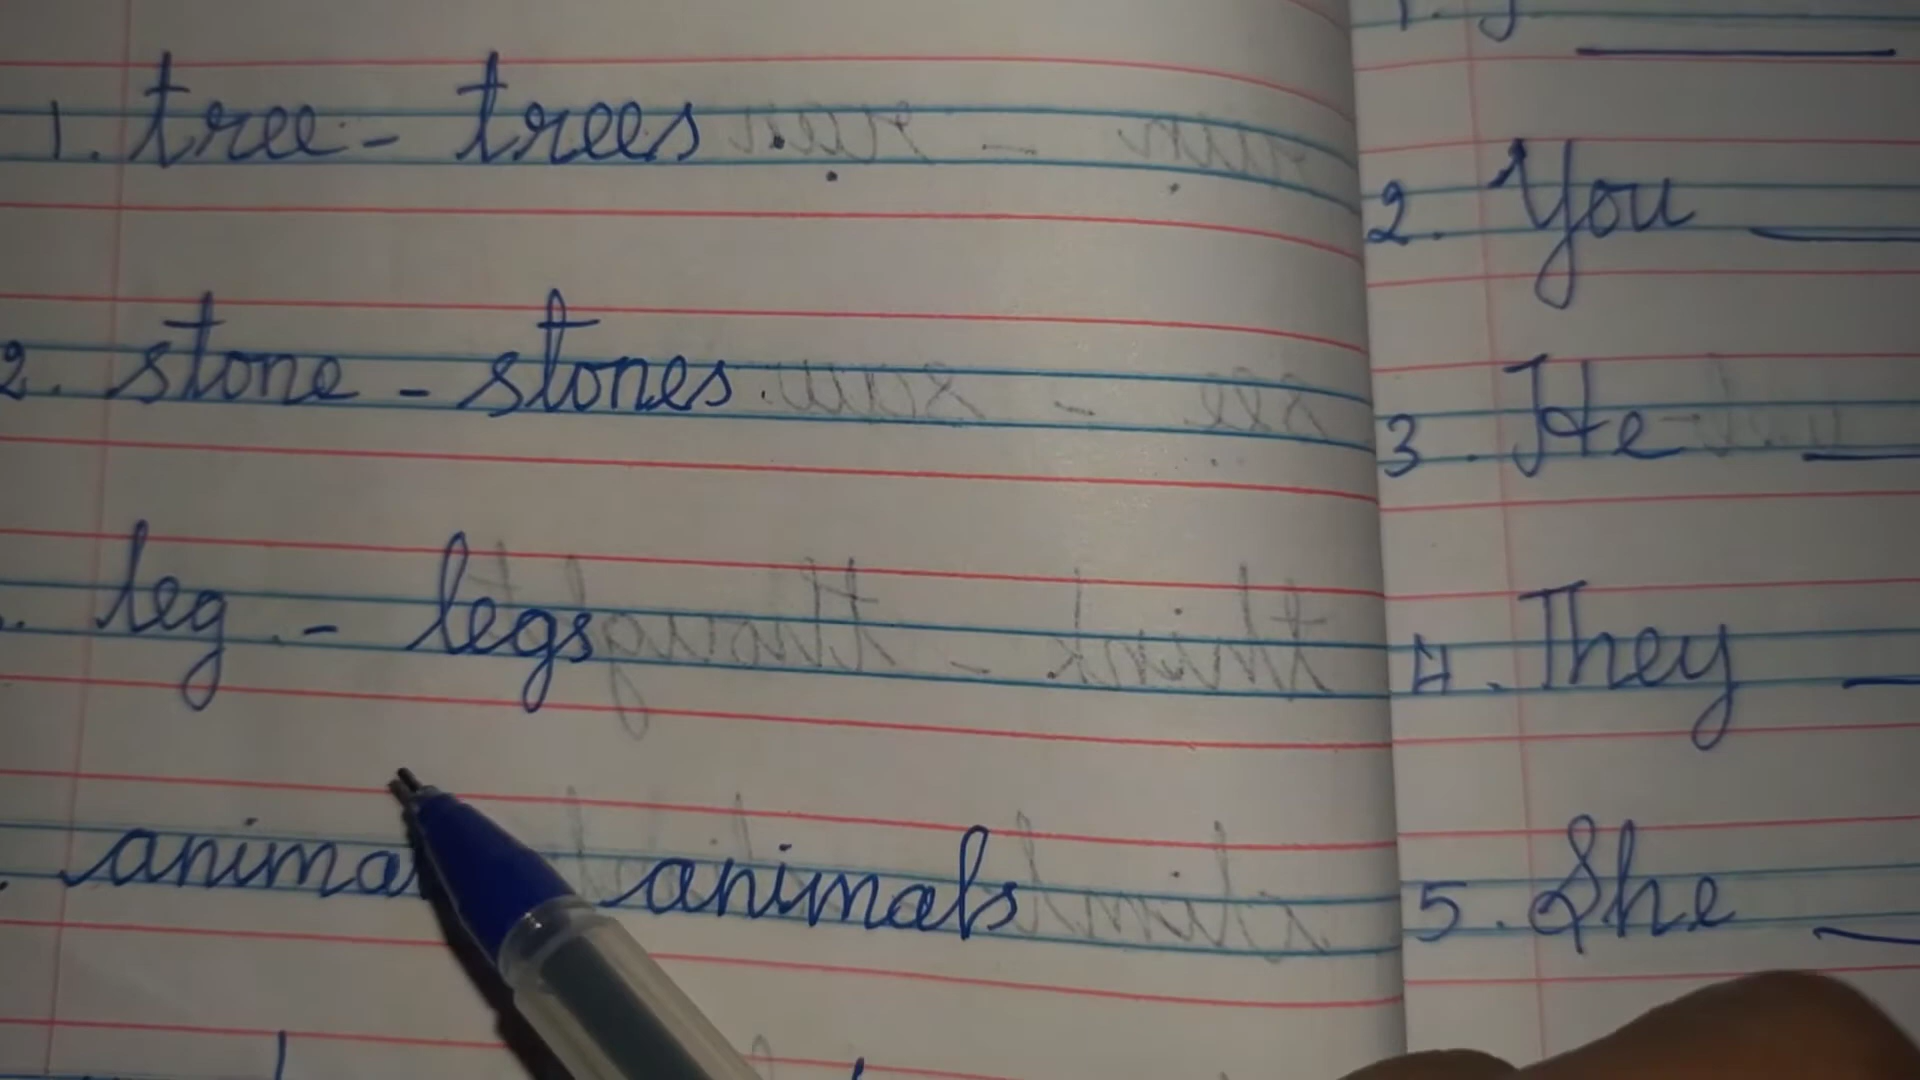 1. tree - trees
2. stone - stones
leg - legs
animal animals
2. You
3. He
4. They
5. She